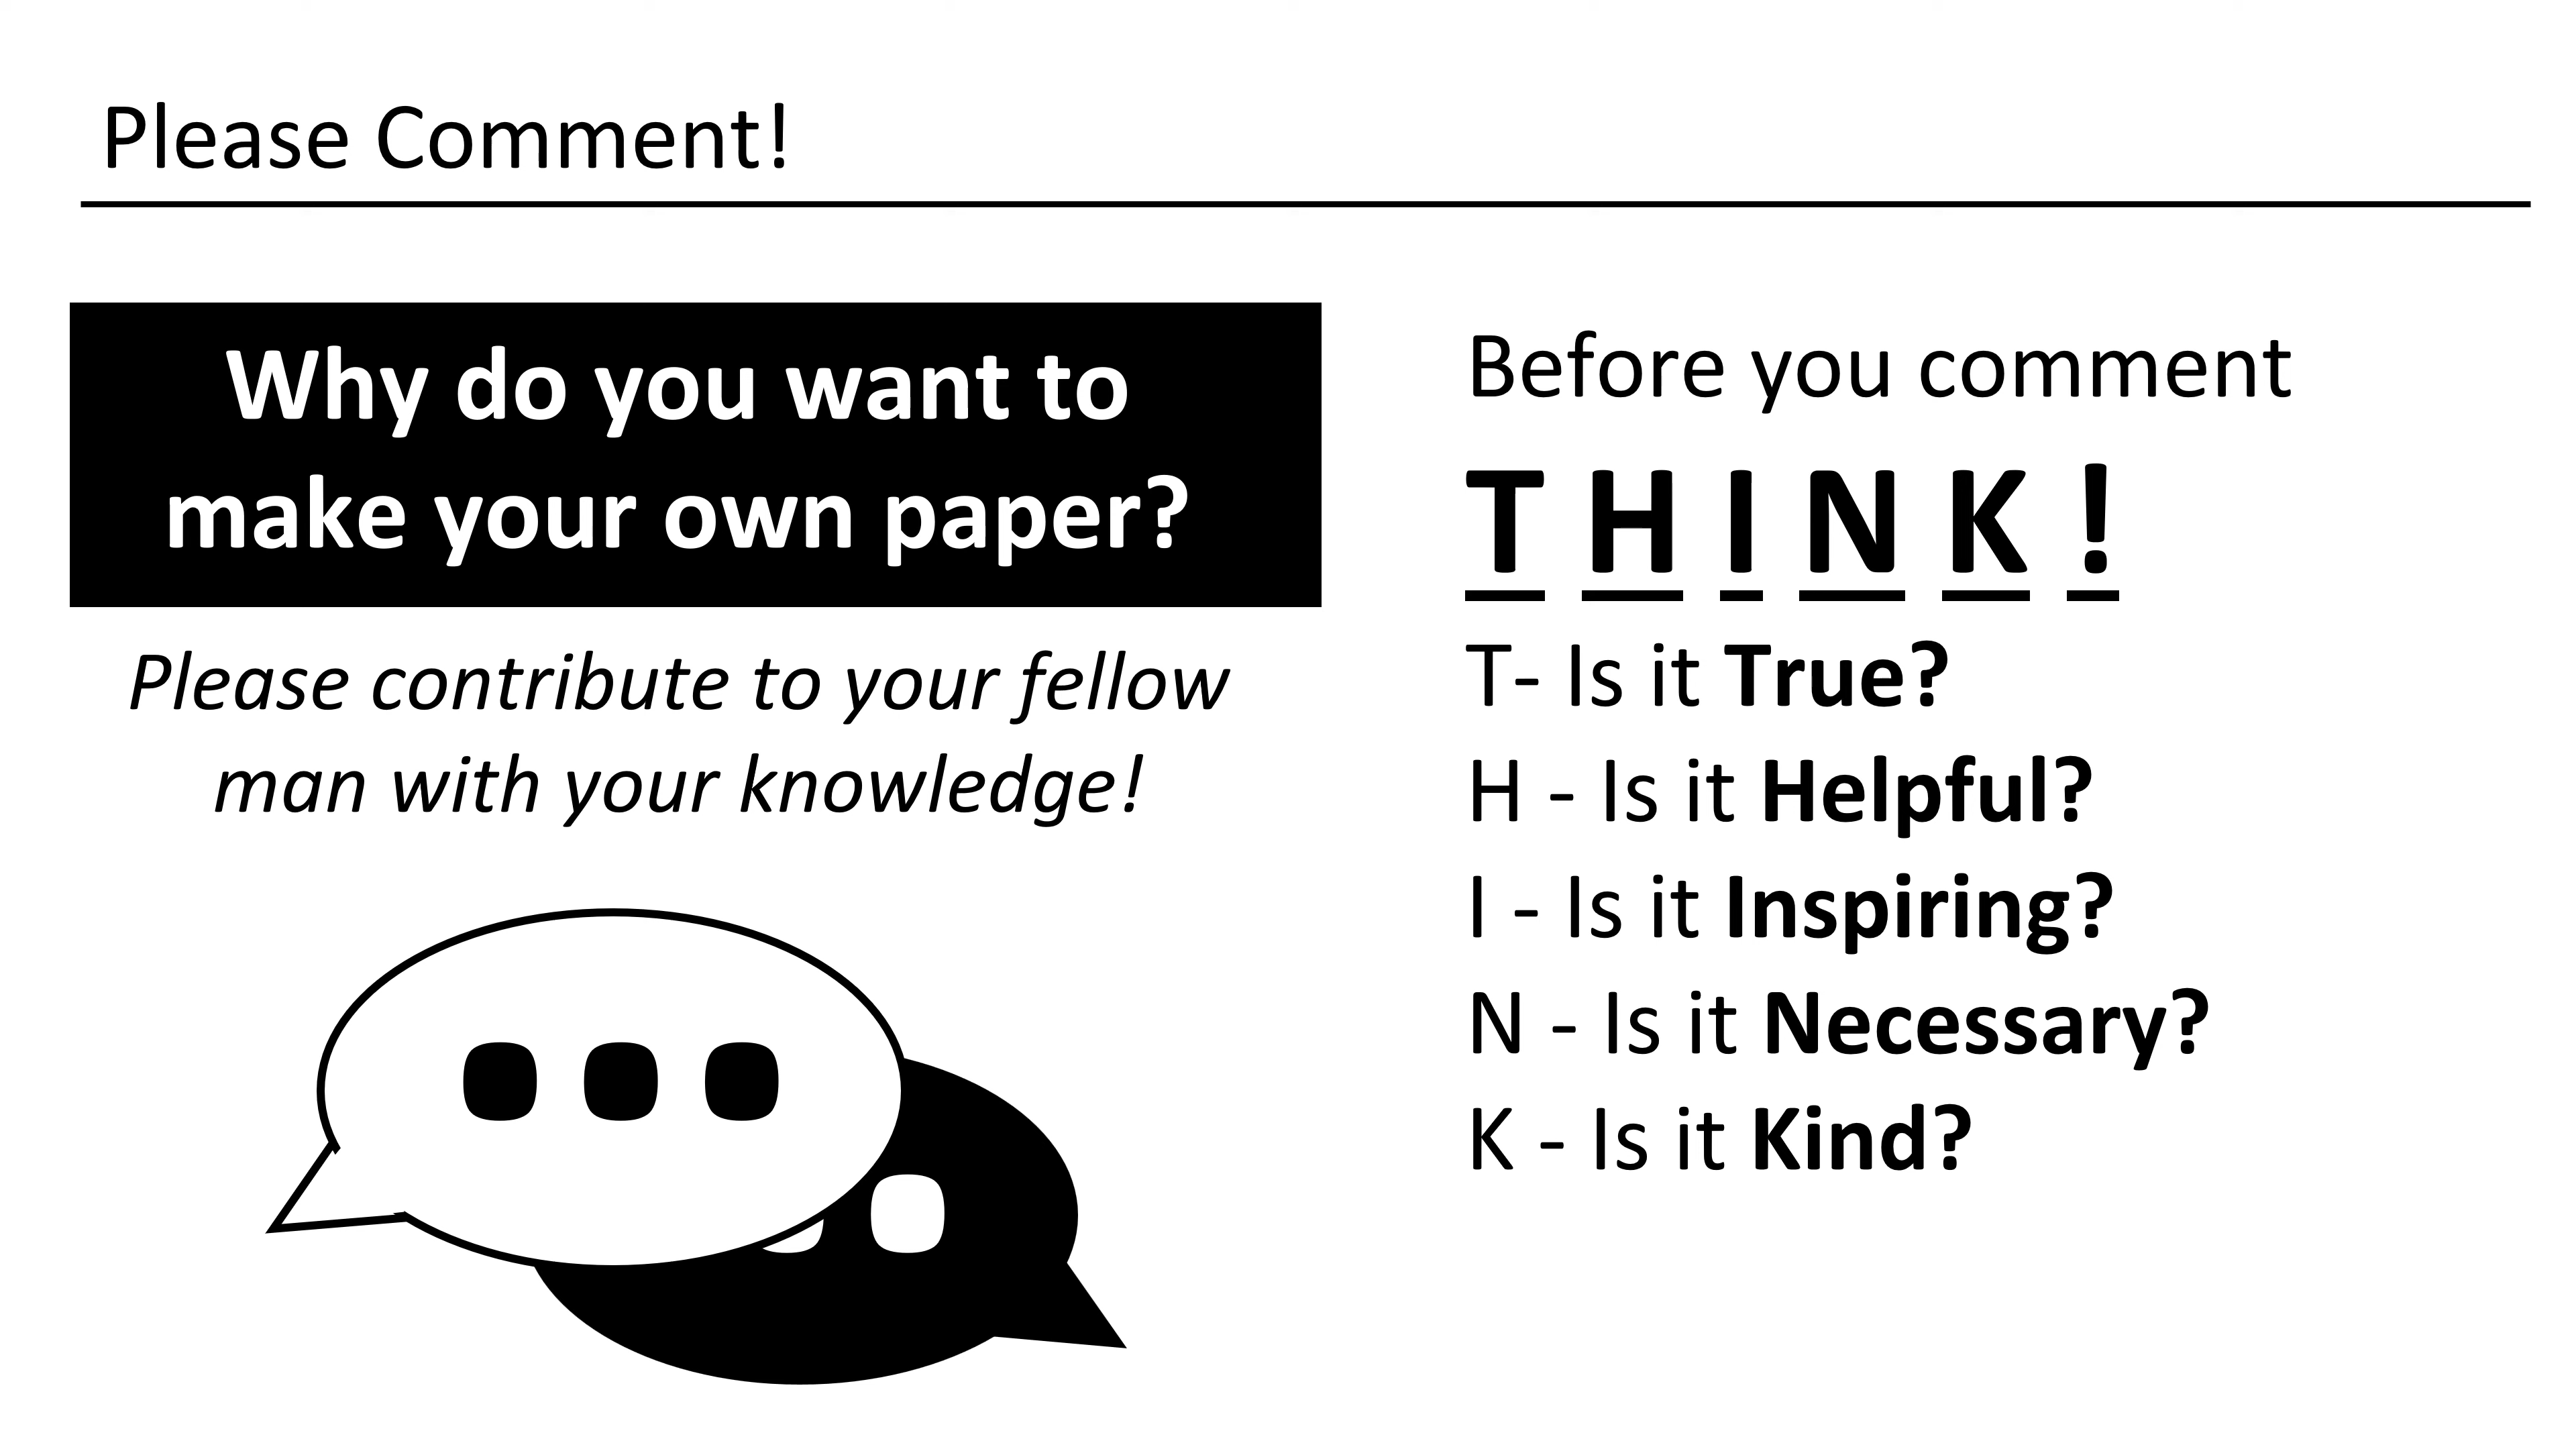 Please Comment!
Why do you want to
make your own paper?
Please contribute to your fellow
man with your knowledge!
Before you comment
T H I N K !
T- Is it True?
H - Is it Helpful?
I - Is it Inspiring?
N - Is it Necessary?
K - Is it Kind?